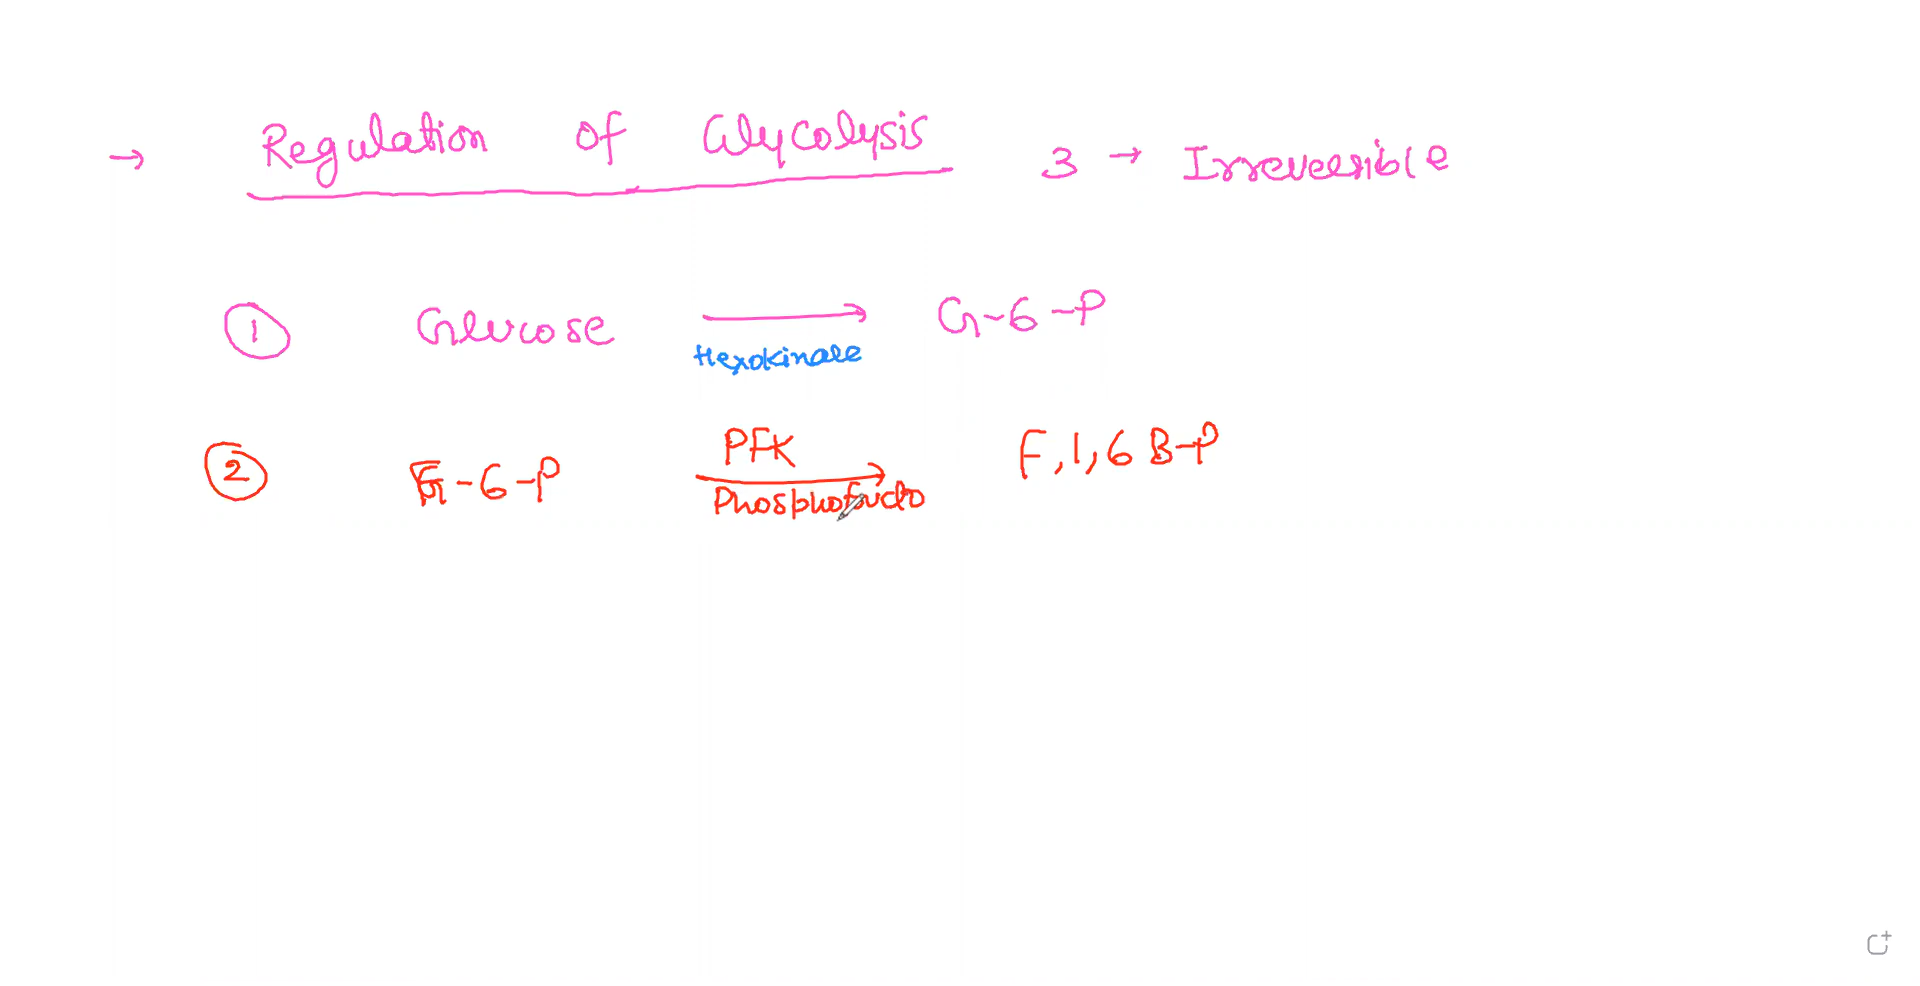 → Regulation of Glycolysis 3 → Irreversible
1 Glucose → G-6-P
Hexokinase
PFK
2 F-6-P → F,1,6 B-P
Phosphofructo